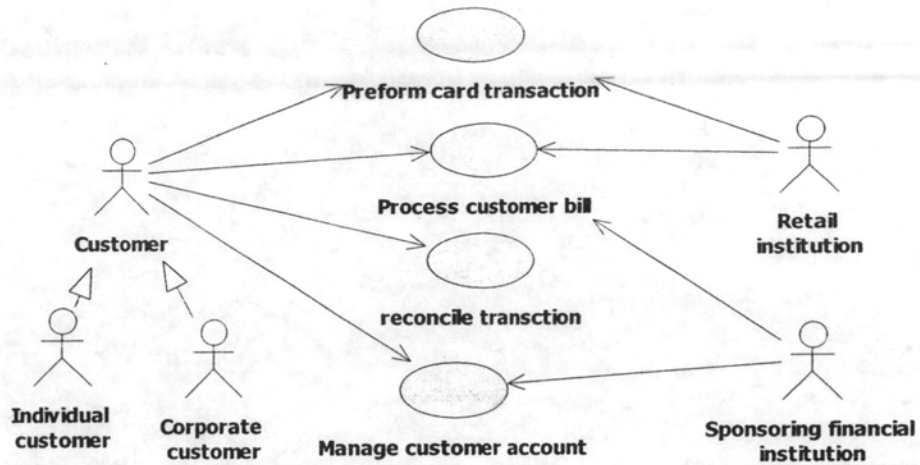 Preform card transaction
Process customer bill
Customer
Retail
institution
reconcile transction
Individual
customer
Corporate
customer
Manage customer account
Sponsoring financial
institution